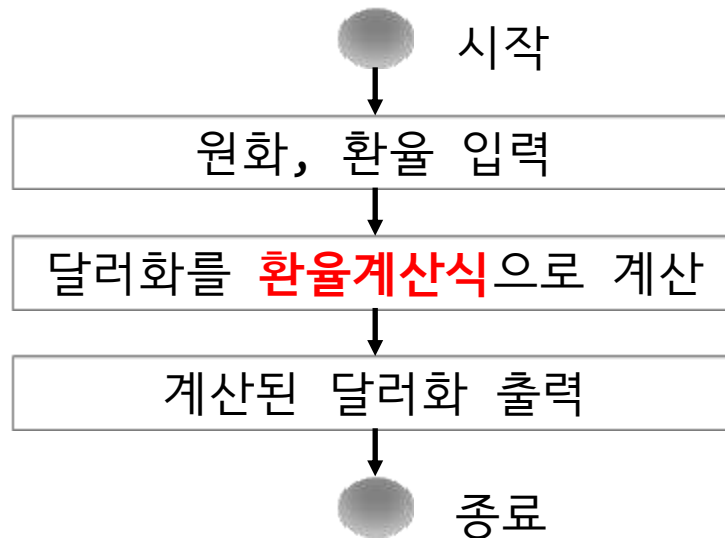 시작
원화, 환율 입력
달러화를 환율계산식으로 계산
계산된 달러화 출력
종료